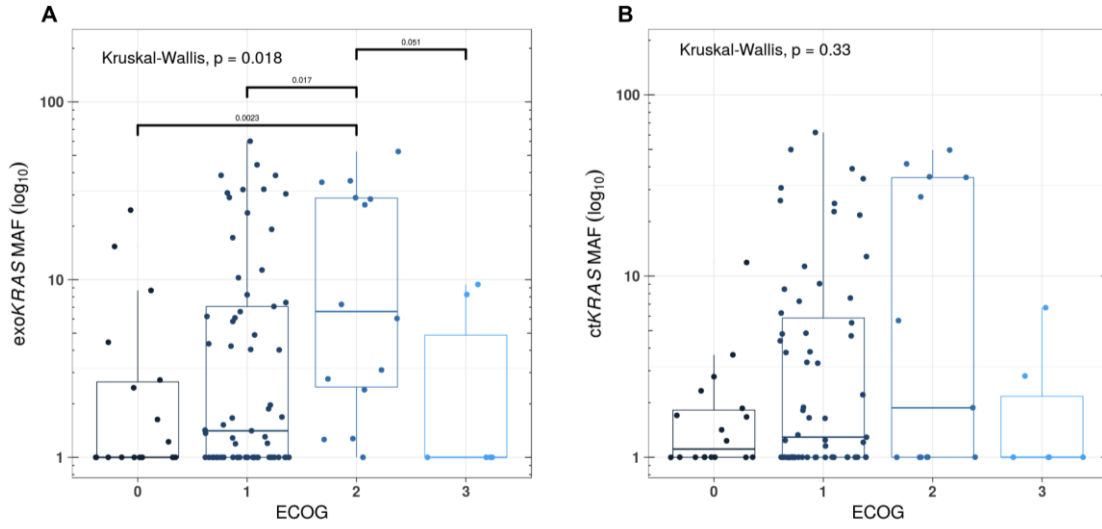 A
Kruskal-Wallis, p = 0.018
0.051
0.017
0.0023
100
10
1
exoKRAS MAF (log10)
0
1
2
3
ECOG
B
Kruskal-Wallis, p = 0.33
100
10
1
ctKRAS MAF (log10)
0
1
2
3
ECOG